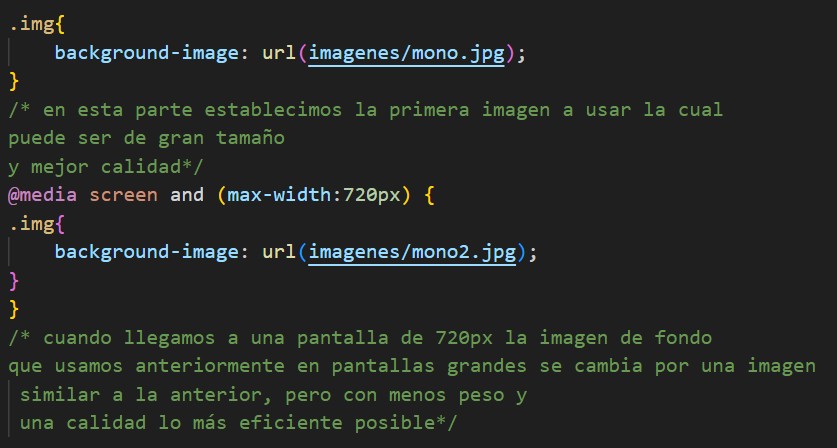 .img{
    background-image: url(imagenes/mono.jpg);
}
/* en esta parte establecimos la primera imagen a usar la cual
puede ser de gran tamaño
y mejor calidad*/
@media screen and (max-width:720px) {
.img{
    background-image: url(imagenes/mono2.jpg);
}
}
/* cuando llegamos a una pantalla de 720px la imagen de fondo
que usamos anteriormente en pantallas grandes se cambia por una imagen
 similar a la anterior, pero con menos peso y
 una calidad lo más eficiente posible*/